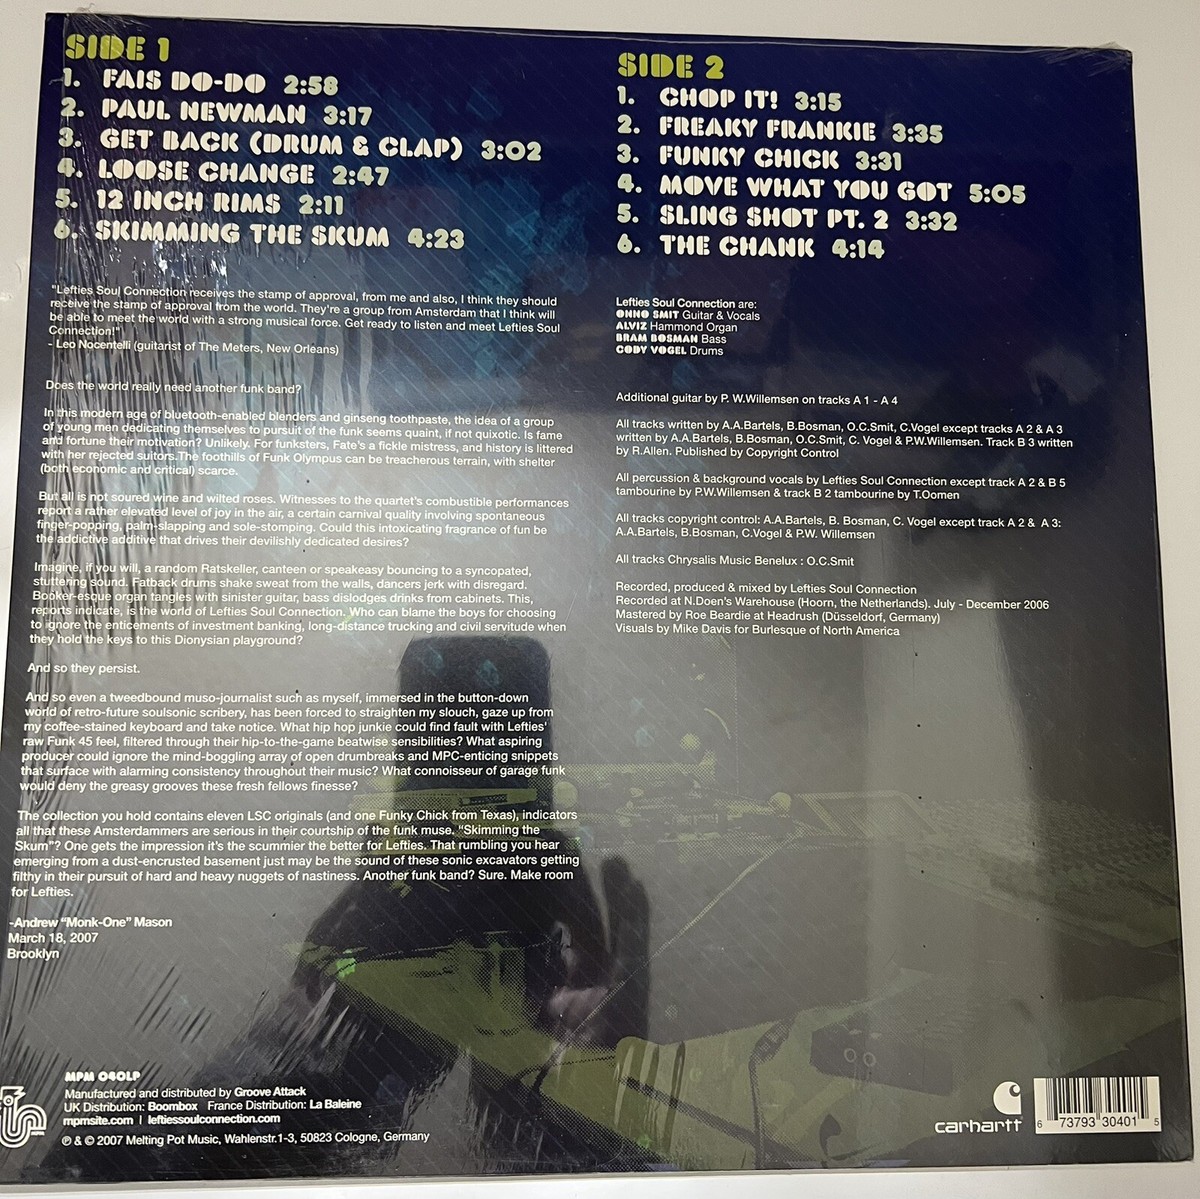 SIDE 1
1. FAIS DO-DO 2:58
2. PAUL NEWMAN 3:17
3. GET BACK (DRUM & CLAP) 3:02
4. LOOSE CHANGE 2:47
5. 12 INCH RIMS 2:11
6. SKIMMING THE SKUM 4:23
"Lefties Soul Connection receives the stamp of approval, from me and also, I think they should
receive the stamp of approval from the world. They're a group from Amsterdam that I think will
be able to meet the world with a strong musical force. Get ready to listen and meet Lefties Soul
Connection!"
- Leo Nocentelli (guitarist of The Meters, New Orleans)
Does the world really need another funk band?
In this modern age of bluetooth-enabled blenders and ginseng toothpaste, the idea of a group
of young men dedicating themselves to pursuit of the funk seems quaint, if not quixotic. Is fame
and fortune their motivation? Unlikely. For funksters, Fate's a fickle mistress, and history is littered
with her rejected suitors.The foothills of Funk Olympus can be treacherous terrain, with shelter
(both economic and critical) scarce.
But all is not soured wine and wilted roses. Witnesses to the quartet's combustible performances
report a rather elevated level of joy in the air, a certain carnival quality involving spontaneous
finger-popping, palm-slapping and sole-stomping. Could this intoxicating fragrance of fun be
the addictive additive that drives their devilishly dedicated desires?
Imagine, if you will, a random Ratskeller, canteen or speakeasy bouncing to a syncopated,
stuttering sound. Fatback drums shake sweat from the walls, dancers jerk with disregard.
Booker-esque organ tangles with sinister guitar, bass dislodges drinks from cabinets. This,
reports indicate, is the world of Lefties Soul Connection. Who can blame the boys for choosing
to ignore the enticements of investment banking, long-distance trucking and civil servitude when
they hold the keys to this Dionysian playground?
And so they persist.
And so even a tweedbound muso-journalist such as myself, immersed in the button-down
world of retro-future soulsonic scribery, has been forced to straighten my slouch, gaze up from
my coffee-stained keyboard and take notice. What hip hop junkie could find fault with Lefties'
raw Funk 45 feel, filtered through their hip-to-the-game beatwise sensibilities? What aspiring
producer could ignore the mind-boggling array of open drumbreaks and MPC-enticing snippets
that surface with alarming consistency throughout their music? What connoisseur of garage funk
would deny the greasy grooves these fresh fellows finesse?
The collection you hold contains eleven LSC originals (and one Funky Chick from Texas), indicators
all that these Amsterdammers are serious in their courtship of the funk muse. "Skimming the
Skum"? One gets the impression it's the scummier the better for Lefties. That rumbling you hear
emerging from a dust-encrusted basement just may be the sound of these sonic excavators getting
filthy in their pursuit of hard and heavy nuggets of nastiness. Another funk band? Sure. Make room
for Lefties.
-Andrew "Monk-One" Mason
March 18, 2007
Brooklyn
MPM 040LP
Manufactured and distributed by Groove Attack
UK Distribution: Boombox France Distribution: La Baleine
mpmsite.com | leftiessoulconnection.com
℗ & © 2007 Melting Pot Music, Wahlenstr.1-3, 50823 Cologne, Germany
SIDE 2
1. CHOP IT! 3:15
2. FREAKY FRANKIE 3:35
3. FUNKY CHICK 3:31
4. MOVE WHAT YOU GOT 5:05
5. SLING SHOT PT. 2 3:32
6. THE CHANK 4:14
Lefties Soul Connection are:
ONNO SMIT Guitar & Vocals
ALVIZ Hammond Organ
BRAM BOSMAN Bass
CODY VOGEL Drums
Additional guitar by P. W.Willemsen on tracks A 1 - A 4
All tracks written by A.A.Bartels, B.Bosman, O.C.Smit, C.Vogel except tracks A 2 & A 3
written by A.A.Bartels, B.Bosman, O.C.Smit, C. Vogel & P.W.Willemsen. Track B 3 written
by R.Allen. Published by Copyright Control
All percussion & background vocals by Lefties Soul Connection except track A 2 & B 5
tambourine by P.W.Willemsen & track B 2 tambourine by T.Oomen
All tracks copyright control: A.A.Bartels, B. Bosman, C. Vogel except track A 2 & A 3:
A.A.Bartels, B.Bosman, C.Vogel & P.W. Willemsen
All tracks Chrysalis Music Benelux : O.C.Smit
Recorded, produced & mixed by Lefties Soul Connection
Recorded at N.Doen's Warehouse (Hoorn, the Netherlands). July - December 2006
Mastered by Roe Beardie at Headrush (Düsseldorf, Germany)
Visuals by Mike Davis for Burlesque of North America
carhartt
6 73793 30401 5